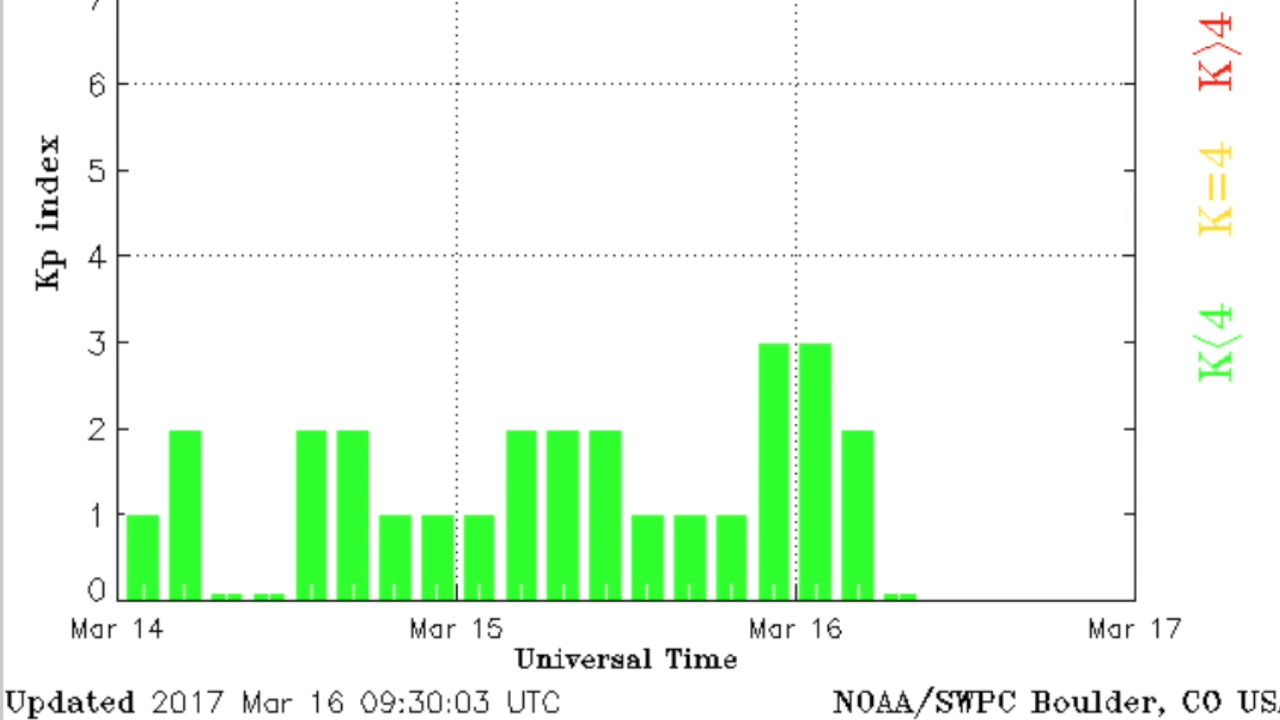 7
6
5
4
3
2
1
0
Kp index
K>4
K=4
K<4
Mar 14 Mar 15 Mar 16 Mar 17
Universal Time
Updated 2017 Mar 16 09:30:03 UTC NOAA/SWPC Boulder, CO USA